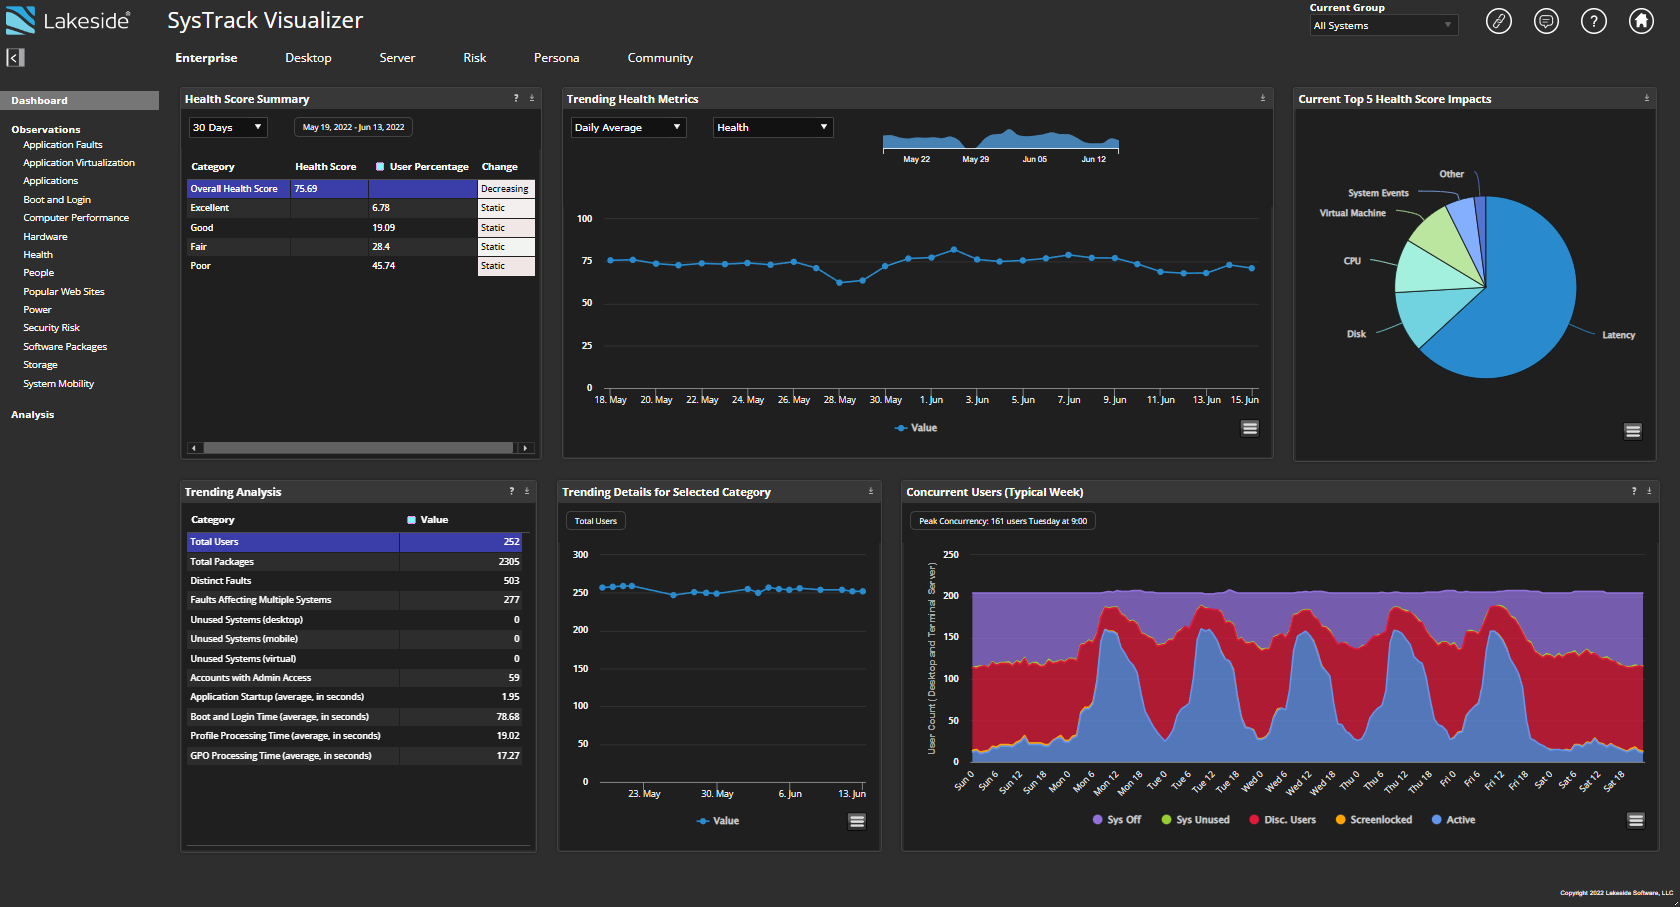 Lakeside®
SysTrack Visualizer
Current Group
All Systems
Enterprise Desktop Server Risk Persona Community
Dashboard
Observations
Application Faults
Application Virtualization
Applications
Boot and Login
Computer Performance
Hardware
Health
People
Popular Web Sites
Power
Security Risk
Software Packages
Storage
System Mobility
Analysis
Health Score Summary ?
30 Days May 19, 2022 - Jun 13, 2022
Category Health Score User Percentage Change
Overall Health Score 75.69 Decreasing
Excellent 6.78 Static
Good 19.09 Static
Fair 28.4 Static
Poor 45.74 Static
Trending Health Metrics
Daily Average Health
May 22 May 29 Jun 05 Jun 12
100
75
50
25
0
18. May 20. May 22. May 24. May 26. May 28. May 30. May 1. Jun 3. Jun 5. Jun 7. Jun 9. Jun 11. Jun 13. Jun 15. Jun
Value
Current Top 5 Health Score Impacts
Other
System Events
Virtual Machine
CPU
Disk
Latency
Trending Analysis ?
Category Value
Total Users 252
Total Packages 2305
Distinct Faults 503
Faults Affecting Multiple Systems 277
Unused Systems (desktop) 0
Unused Systems (mobile) 0
Unused Systems (virtual) 0
Accounts with Admin Access 59
Application Startup (average, in seconds) 1.95
Boot and Login Time (average, in seconds) 78.68
Profile Processing Time (average, in seconds) 19.02
GPO Processing Time (average, in seconds) 17.27
Trending Details for Selected Category
Total Users
300
250
200
150
100
50
0
23. May 30. May 6. Jun 13. Jun
Value
Concurrent Users (Typical Week) ?
Peak Concurrency: 161 users Tuesday at 9:00
User Count (Desktop and Terminal Server)
250
200
150
100
50
0
Sun 0 Sun 6 Sun 12 Sun 18 Mon 0 Mon 6 Mon 12 Mon 18 Tue 0 Tue 6 Tue 12 Tue 18 Wed 0 Wed 6 Wed 12 Wed 18 Thu 0 Thu 6 Thu 12 Thu 18 Fri 0 Fri 6 Fri 12 Fri 18 Sat 0 Sat 6 Sat 12 Sat 18
Sys Off Sys Unused Disc. Users Screenlocked Active
Copyright 2022 Lakeside Software, LLC